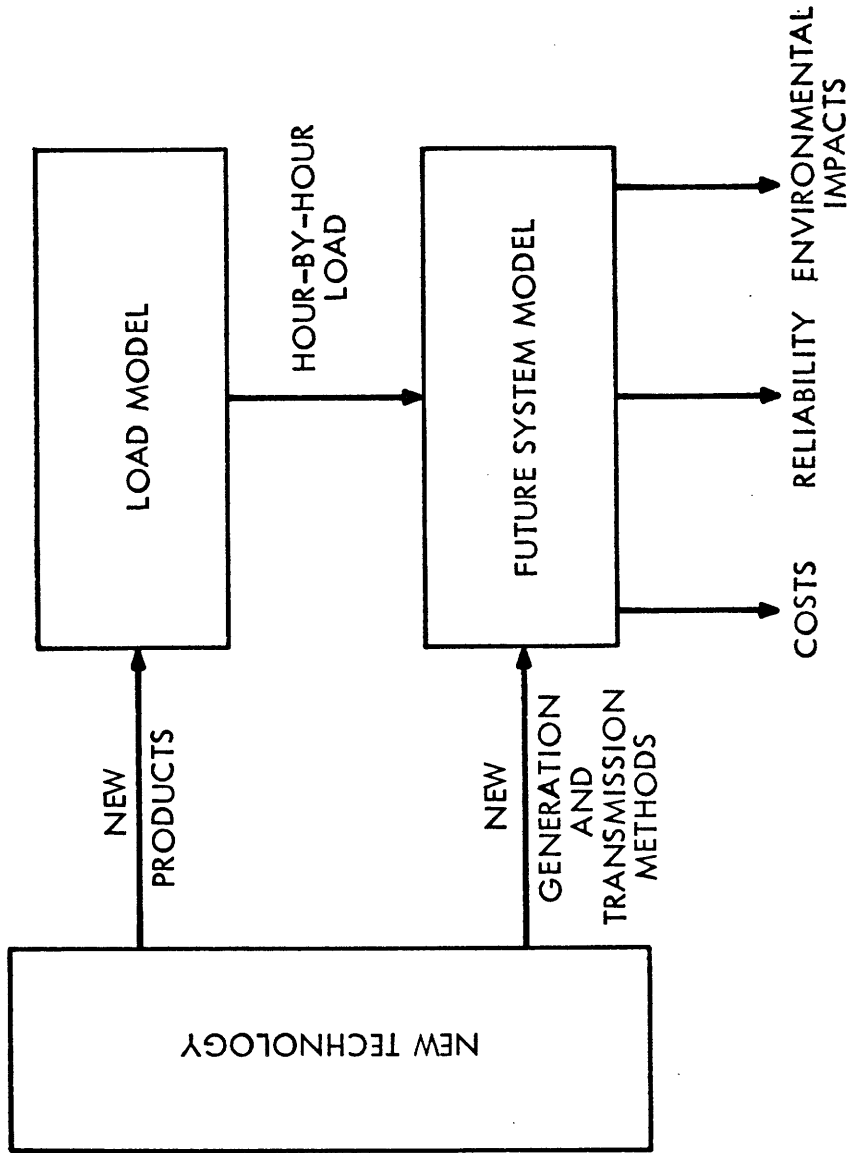 NEW TECHNOLOGY
NEW
PRODUCTS
LOAD MODEL
HOUR-BY-HOUR
LOAD
NEW
GENERATION
AND
TRANSMISSION
METHODS
FUTURE SYSTEM MODEL
COSTS
RELIABILITY
ENVIRONMENTAL
IMPACTS